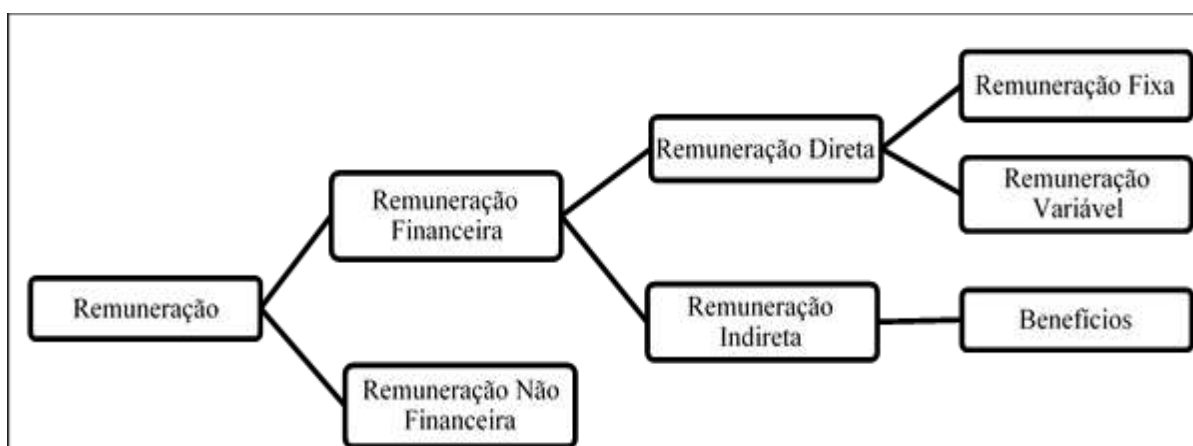 Remuneração
Remuneração
Financeira
Remuneração Não
Financeira
Remuneração Direta
Remuneração
Indireta
Remuneração Fixa
Remuneração
Variável
Benefícios